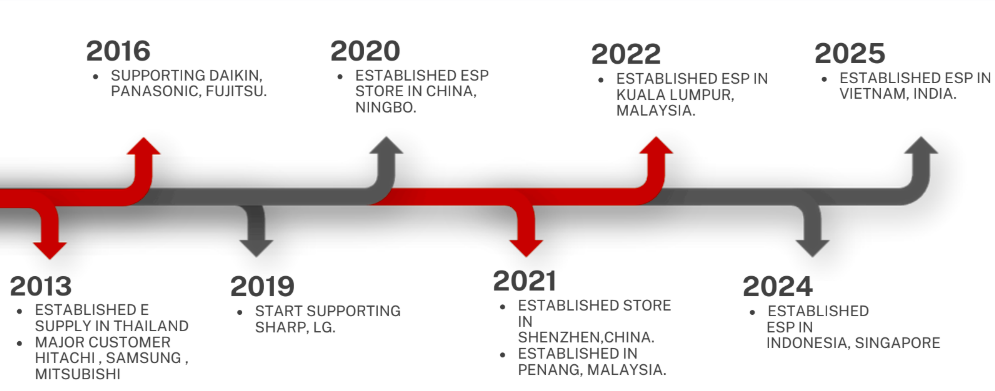 2016
• SUPPORTING DAIKIN,
PANASONIC, FUJITSU.
2020
• ESTABLISHED ESP
STORE IN CHINA,
NINGBO.
2022
• ESTABLISHED ESP IN
KUALA LUMPUR,
MALAYSIA.
2025
• ESTABLISHED ESP IN
VIETNAM, INDIA.
2013
• ESTABLISHED E
SUPPLY IN THAILAND
• MAJOR CUSTOMER
HITACHI , SAMSUNG ,
MITSUBISHI
2019
• START SUPPORTING
SHARP, LG.
2021
• ESTABLISHED STORE
IN
SHENZHEN,CHINA.
• ESTABLISHED IN
PENANG, MALAYSIA.
2024
• ESTABLISHED
ESP IN
INDONESIA, SINGAPORE